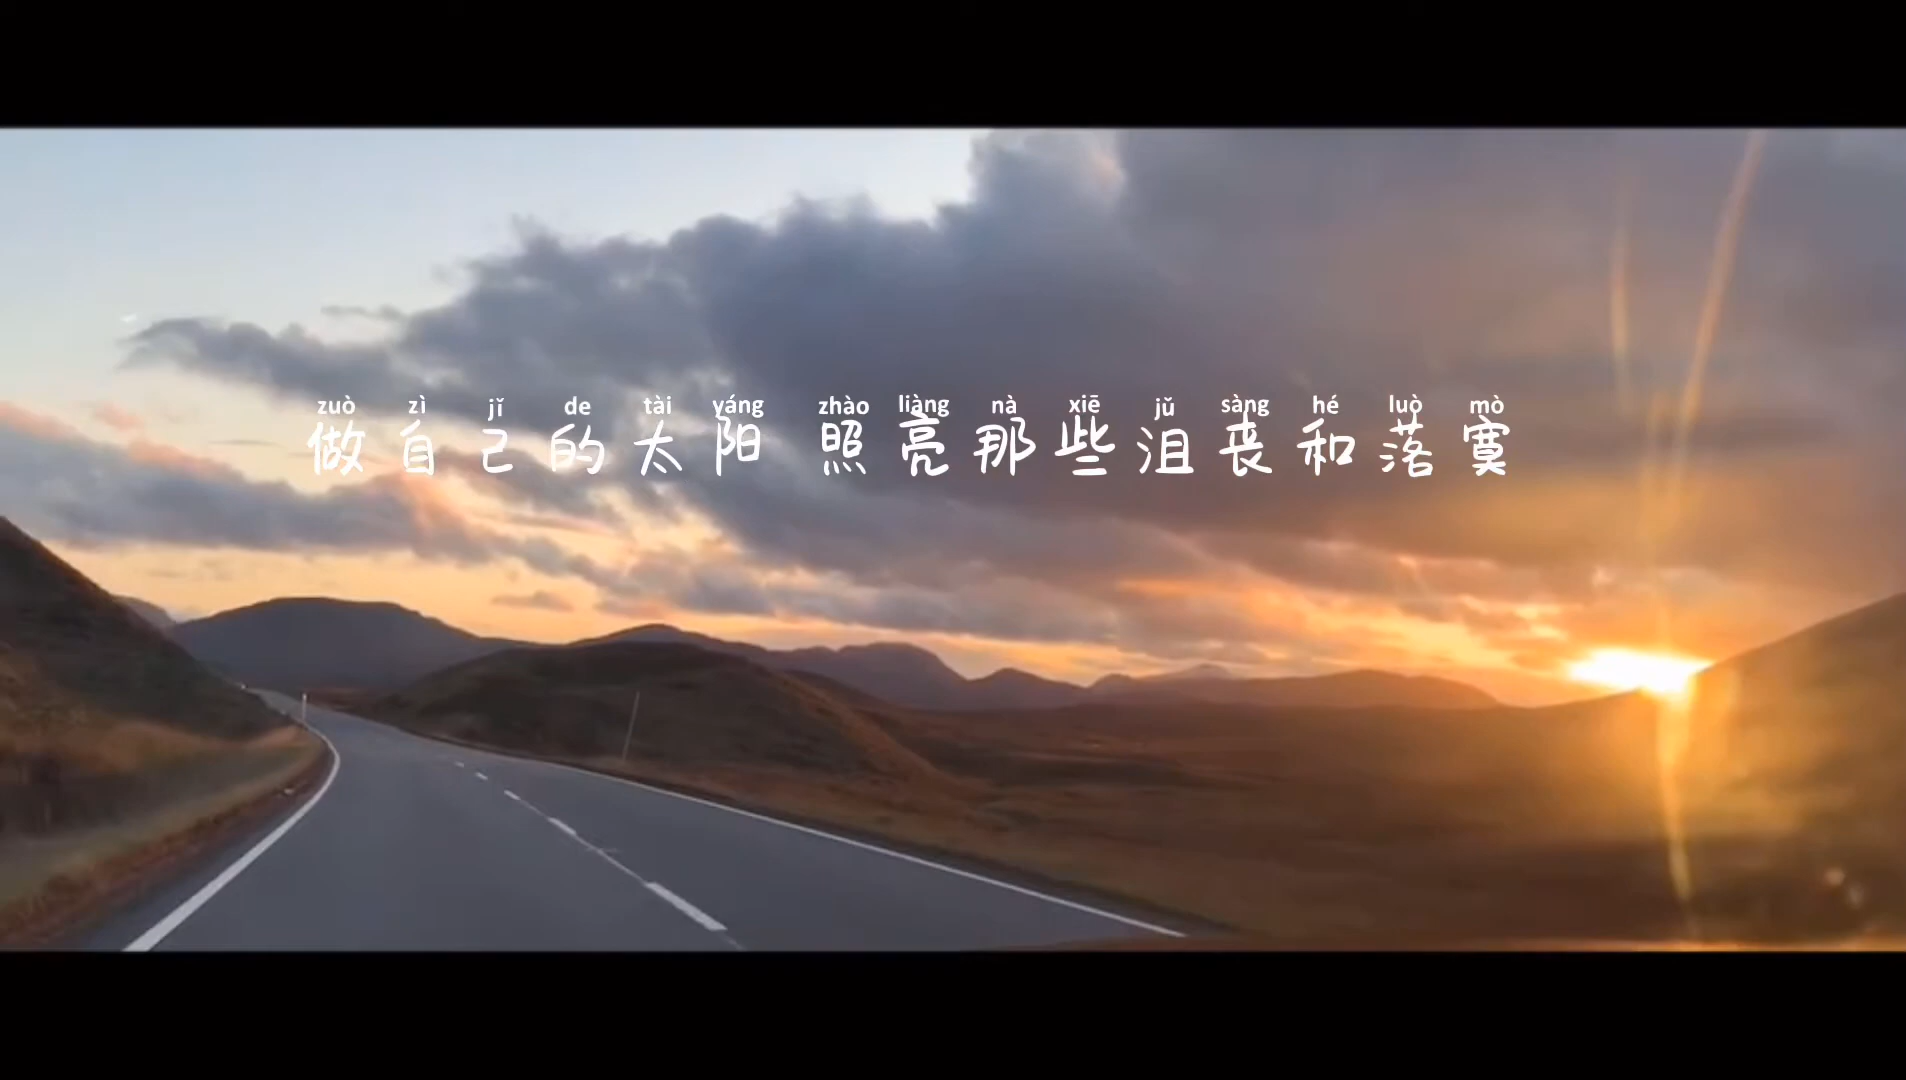 zuò zì jǐ de tài yáng zhào liàng nà xiē jǔ sàng hé luò mò
做自己的太阳 照亮那些沮丧和落寞